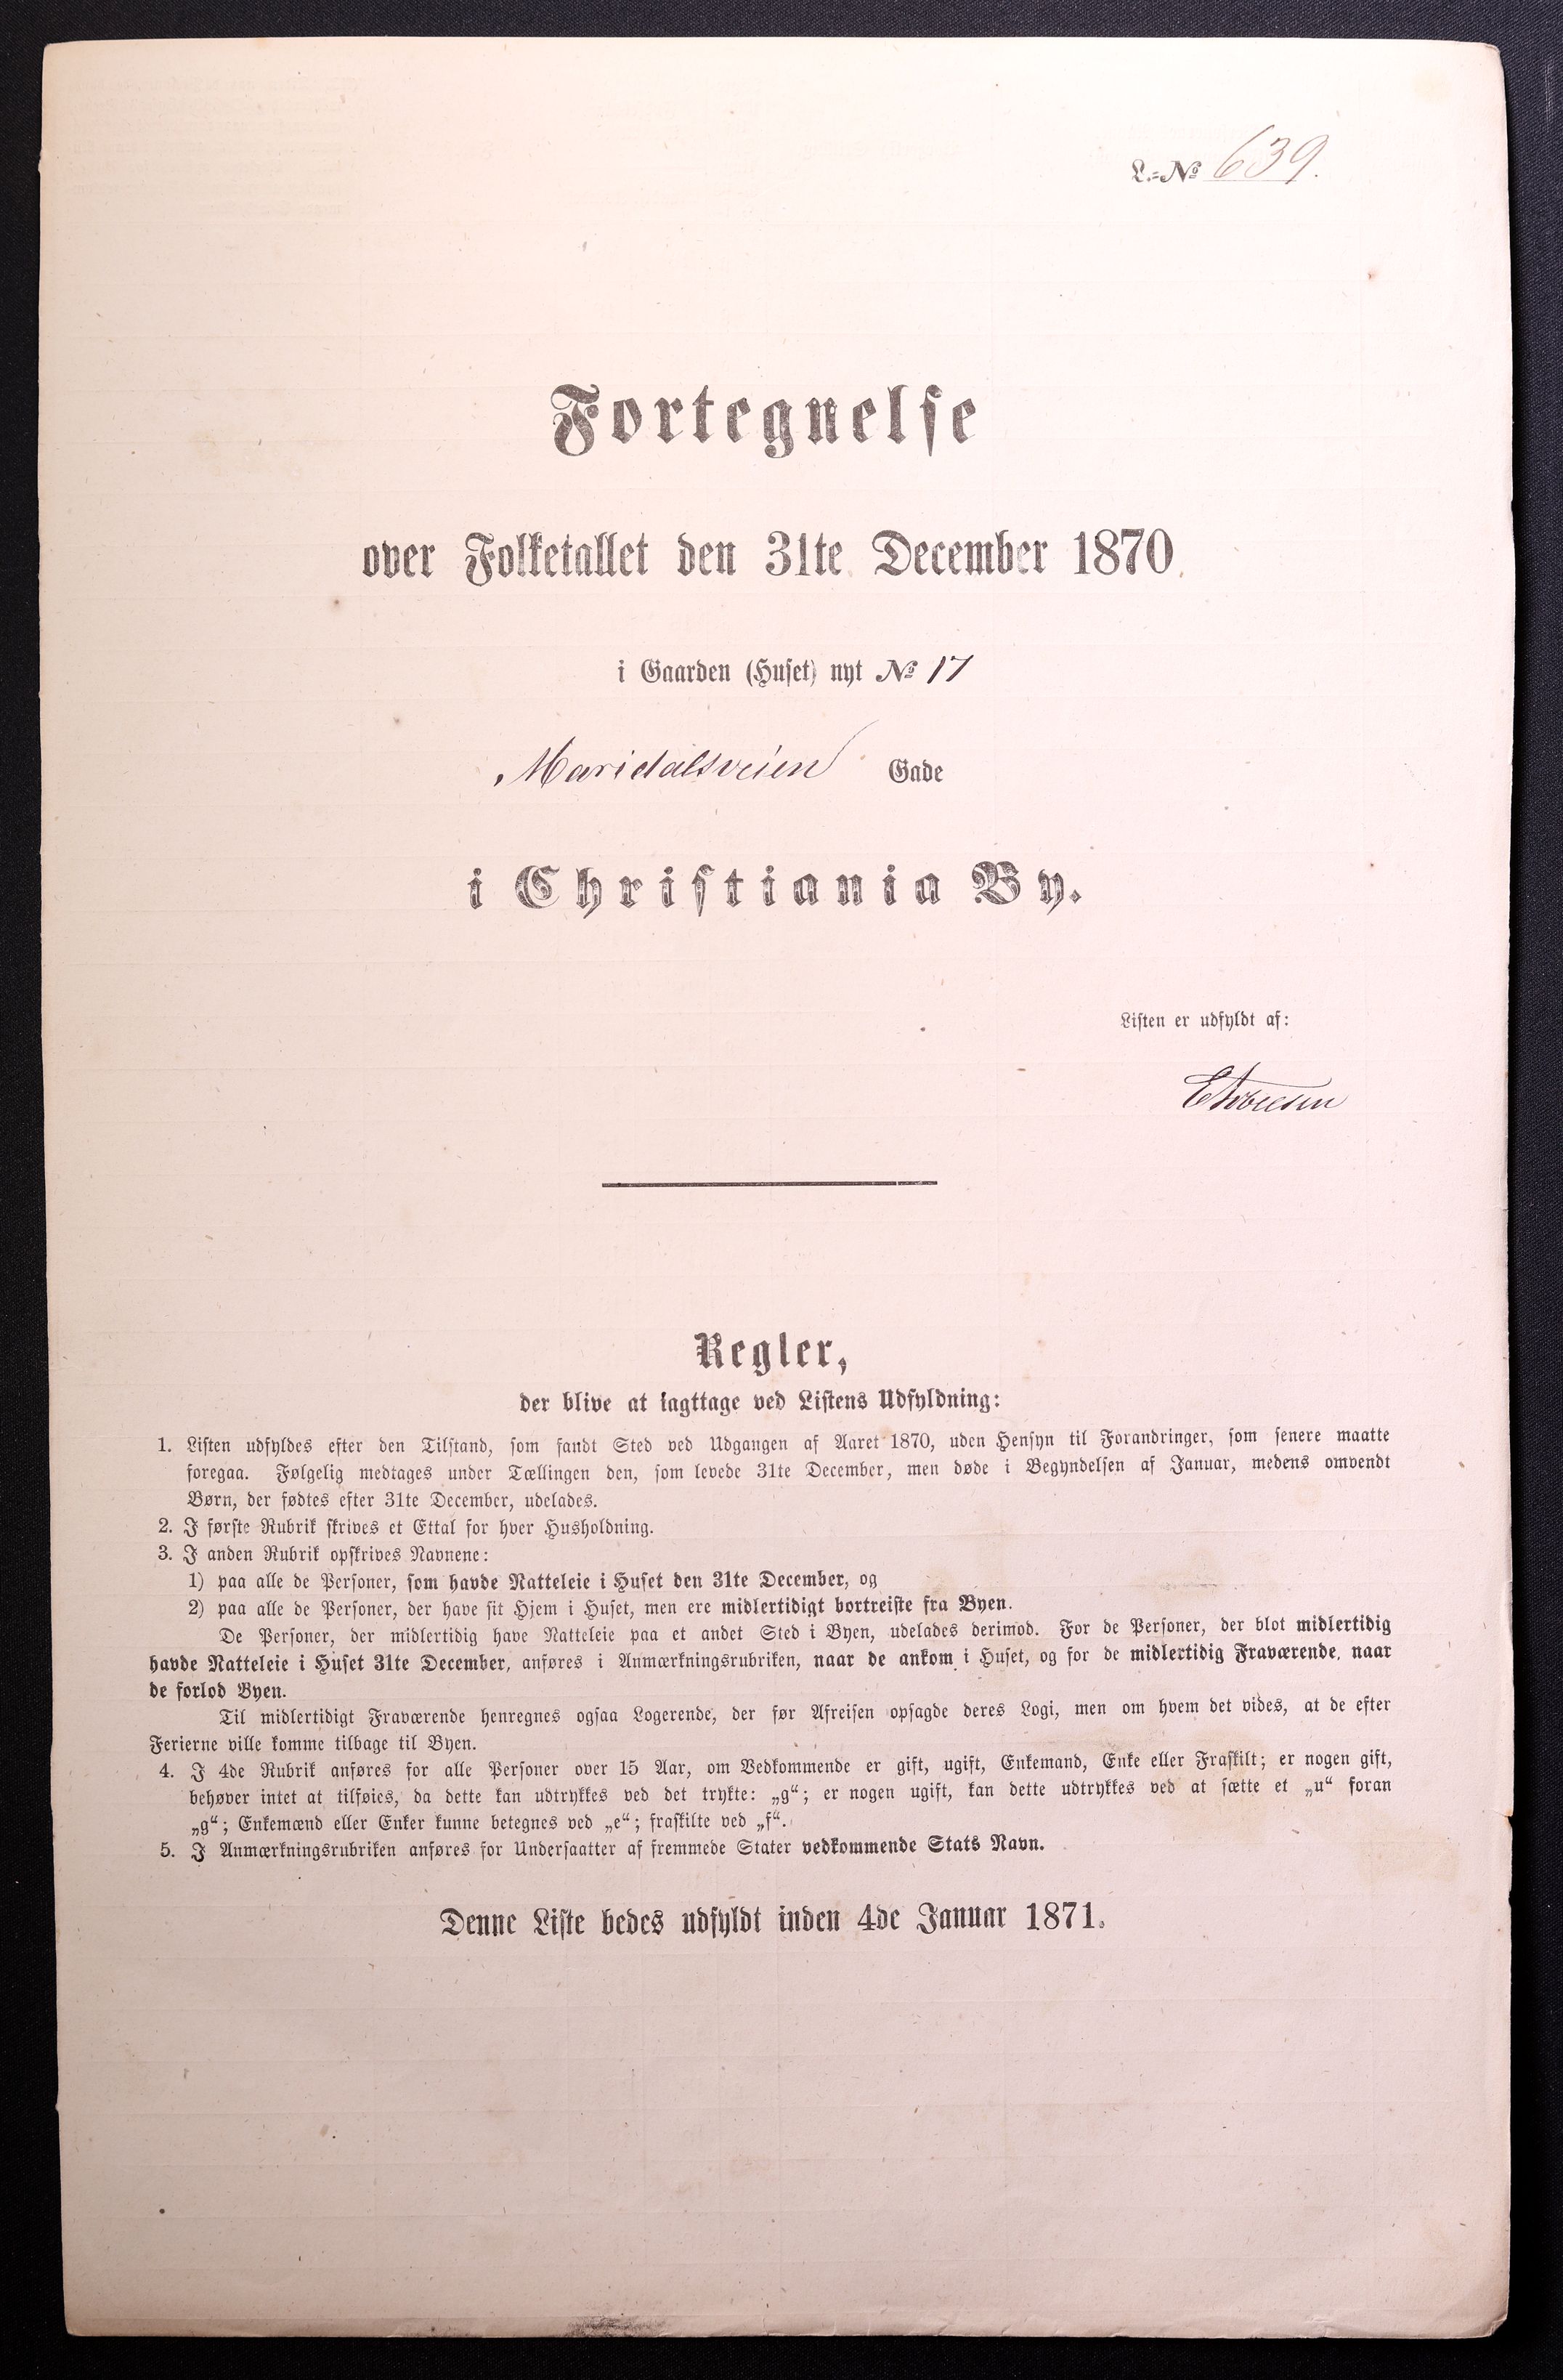 L.-№ 639.
Fortegnelse
over Folketallet den 31te December 1870
i Gaarden (Huset) nyt № 17
Maridalsveien Gade
i Christiania By.
Listen er udfyldt af:
Regler,
der blive at iagttage ved Listens Udfyldning:
1. Listen udfyldes efter den Tilstand, som fandt Sted ved Udgangen af Aaret 1870, uden Hensyn til Forandringer, som senere maatte
foregaa. Følgelig medtages under Tællingen den, som levede 31te December, men døde i Begyndelsen af Januar, medens omvendt
Børn, der fødtes efter 31te December, udelades.
2. I første Rubrik skrives et Ettal for hver Husholdning.
3. I anden Rubrik opskrives Navnene:
1) paa alle de Personer, som havde Natteleie i Huset den 31te December, og
2) paa alle de Personer, der have sit Hjem i Huset, men ere midlertidigt bortreiste fra Byen.
De Personer, der midlertidig have Natteleie paa et andet Sted i Byen, udelades derimod. For de Personer, der blot midlertidig
havde Natteleie i Huset 31te December, anføres i Anmærkningsrubriken, naar de ankom i Huset, og for de midlertidig Fraværende, naar
de forlod Byen.
Til midlertidigt Fraværende henregnes ogsaa Logerende, der før Afreisen opsagde deres Logi, men om hvem det vides, at de efter
Ferierne ville komme tilbage til Byen.
4. I 4de Rubrik anføres for alle Personer over 15 Aar, om Vedkommende er gift, ugift, Enkemand, Enke eller Fraskilt; er nogen gift,
behøver intet at tilføies, da dette kan udtrykkes ved det trykte: „g“; er nogen ugift, kan dette udtrykkes ved at sætte et „u“ foran
„g“; Enkemænd eller Enker kunne betegnes ved „e“; fraskilte ved „f“.
5. I Anmærkningsrubriken anføres for Undersaatter af fremmede Stater vedkommende Stats Navn.
Denne Liste bedes udfyldt inden 4de Januar 1871.